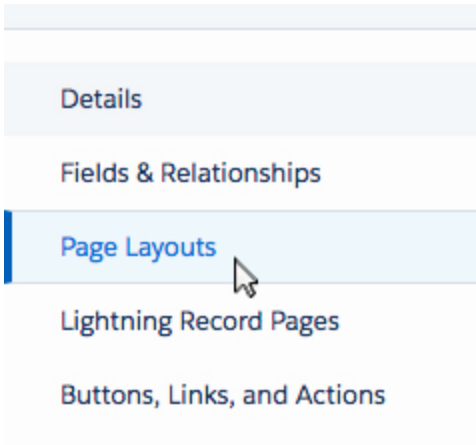 Details
Fields & Relationships
Page Layouts
Lightning Record Pages
Buttons, Links, and Actions